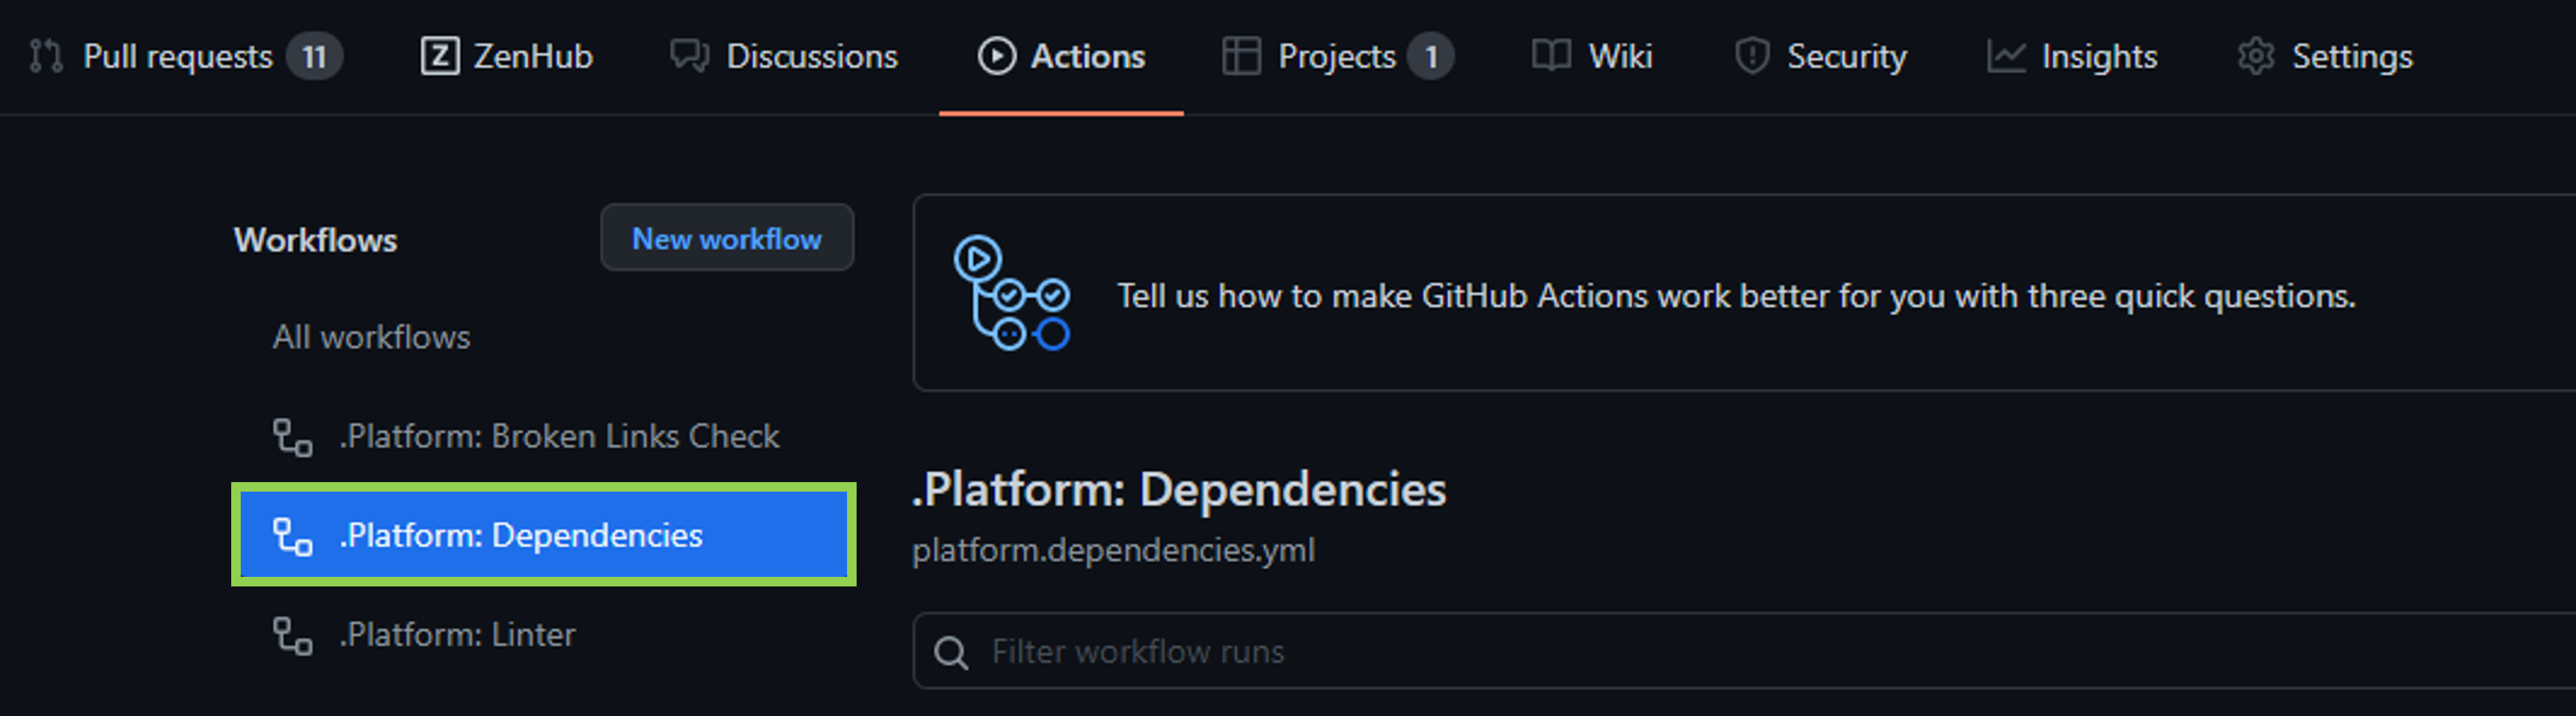 Pull requests 11 ZenHub Discussions Actions Projects 1 Wiki Security Insights Settings
Workflows New workflow
All workflows
.Platform: Broken Links Check
.Platform: Dependencies
.Platform: Linter
Tell us how to make GitHub Actions work better for you with three quick questions.
.Platform: Dependencies
platform.dependencies.yml
Filter workflow runs